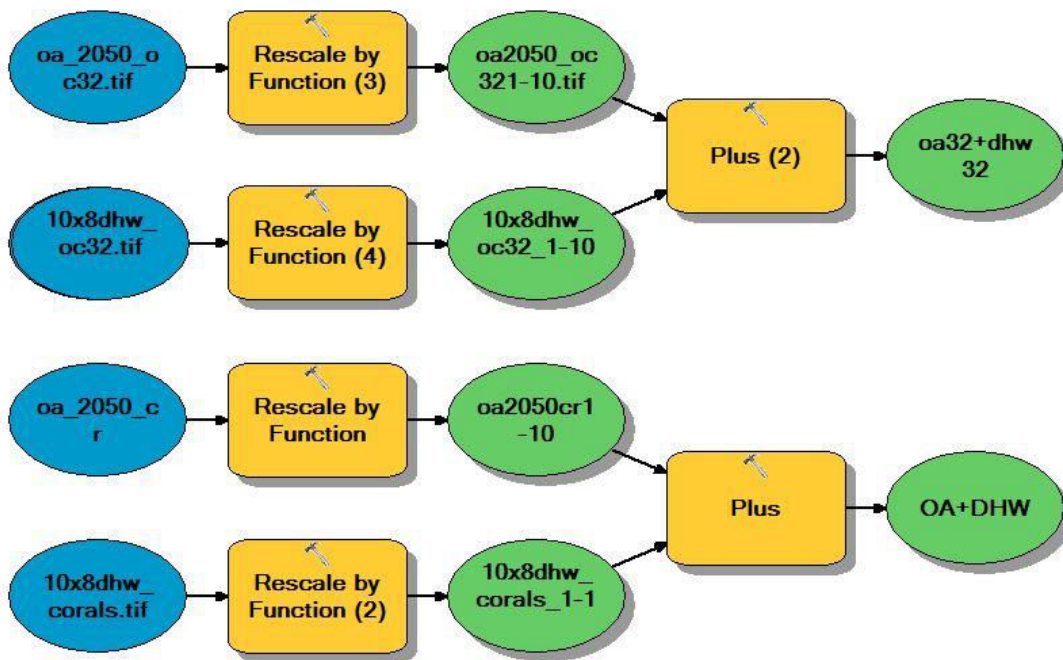 oa_2050_o
c32.tif
Rescale by
Function (3)
oa2050_oc
321-10.tif
Plus (2)
oa32+dhw
32
10x8dhw_
oc32.tif
Rescale by
Function (4)
10x8dhw_
oc32_1-10
oa_2050_c
r
Rescale by
Function
oa2050cr1
-10
Plus
OA+DHW
10x8dhw_
corals.tif
Rescale by
Function (2)
10x8dhw_
corals_1-1